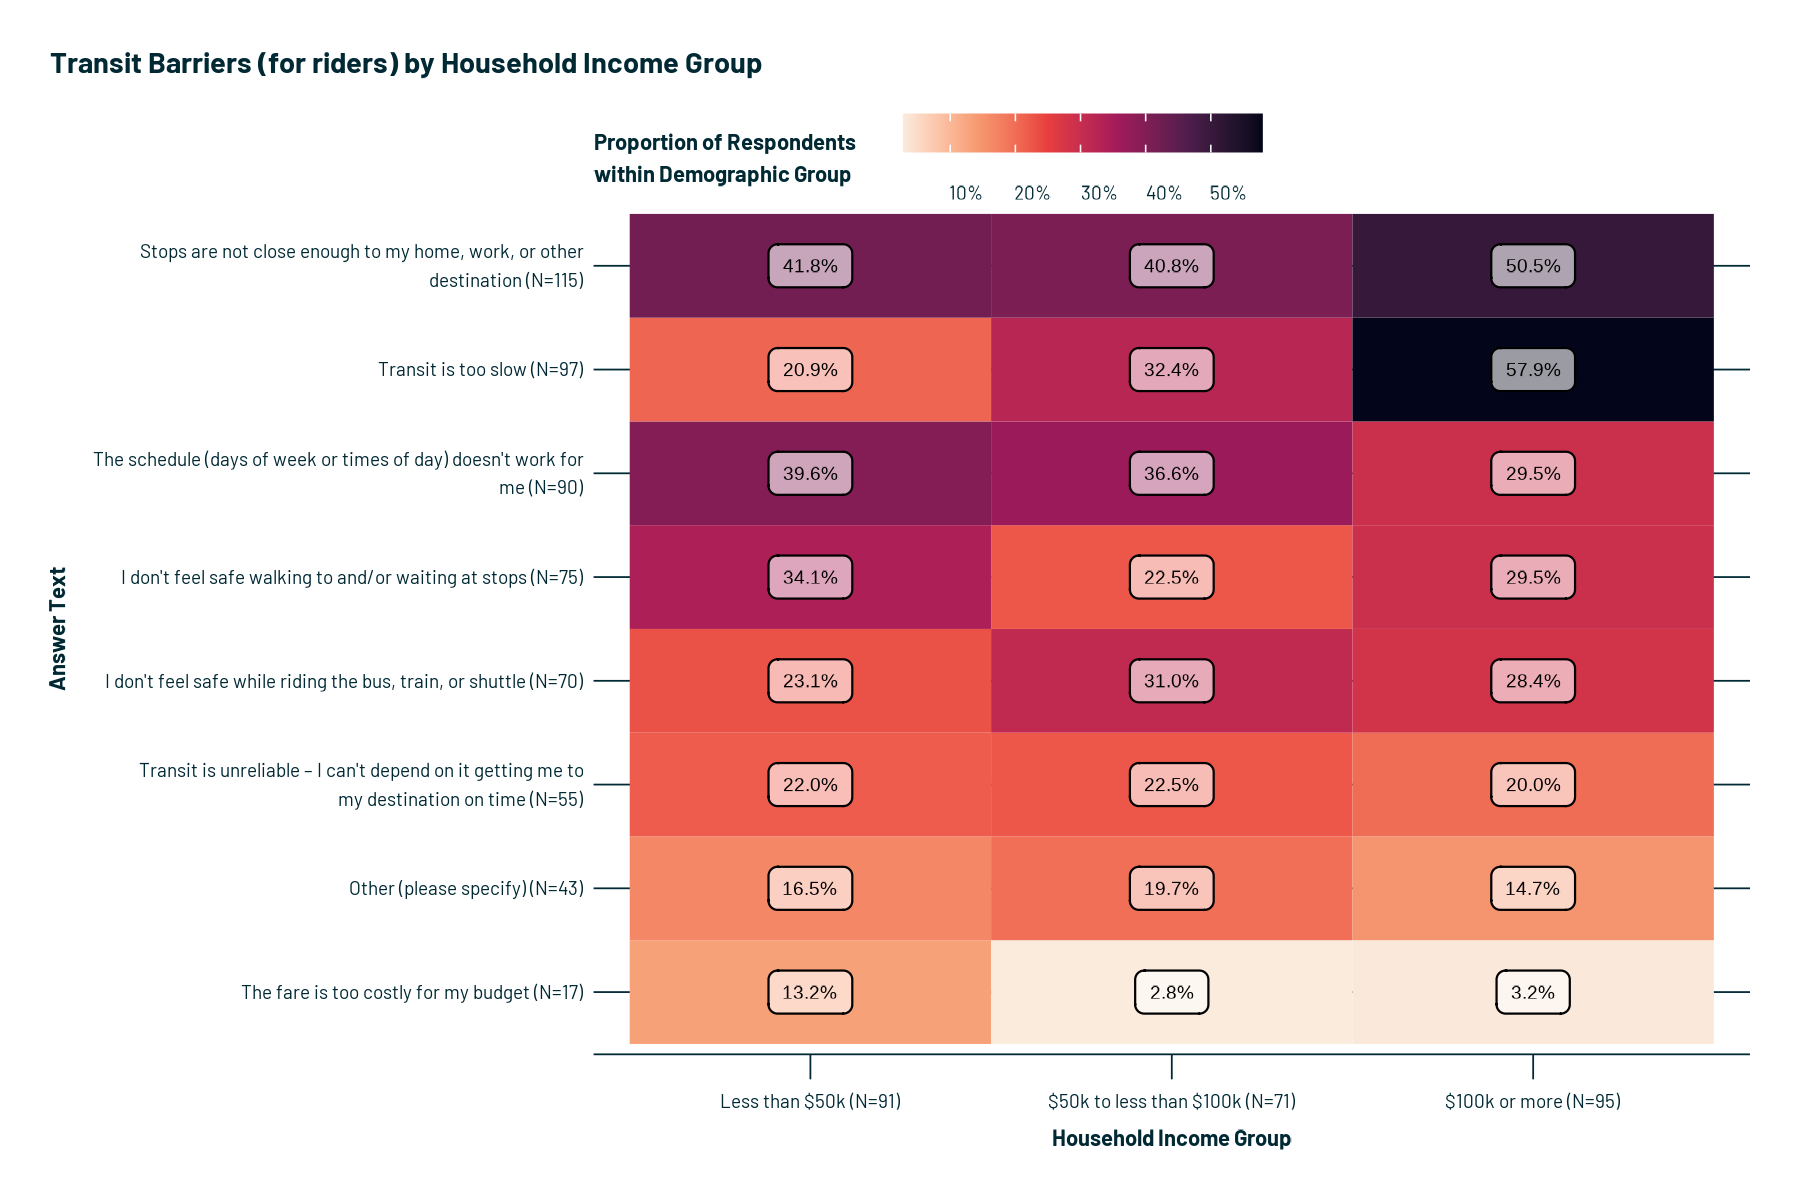 Transit Barriers (for riders) by Household Income Group
Proportion of Respondents
within Demographic Group
10% 20% 30% 40% 50%
Stops are not close enough to my home, work, or other
destination (N=115)
41.8% 40.8% 50.5%
Transit is too slow (N=97)
20.9% 32.4% 57.9%
The schedule (days of week or times of day) doesn't work for
me (N=90)
39.6% 36.6% 29.5%
I don't feel safe walking to and/or waiting at stops (N=75)
34.1% 22.5% 29.5%
I don't feel safe while riding the bus, train, or shuttle (N=70)
23.1% 31.0% 28.4%
Transit is unreliable – I can't depend on it getting me to
my destination on time (N=55)
22.0% 22.5% 20.0%
Other (please specify) (N=43)
16.5% 19.7% 14.7%
The fare is too costly for my budget (N=17)
13.2% 2.8% 3.2%
Answer Text
Less than $50k (N=91) $50k to less than $100k (N=71) $100k or more (N=95)
Household Income Group